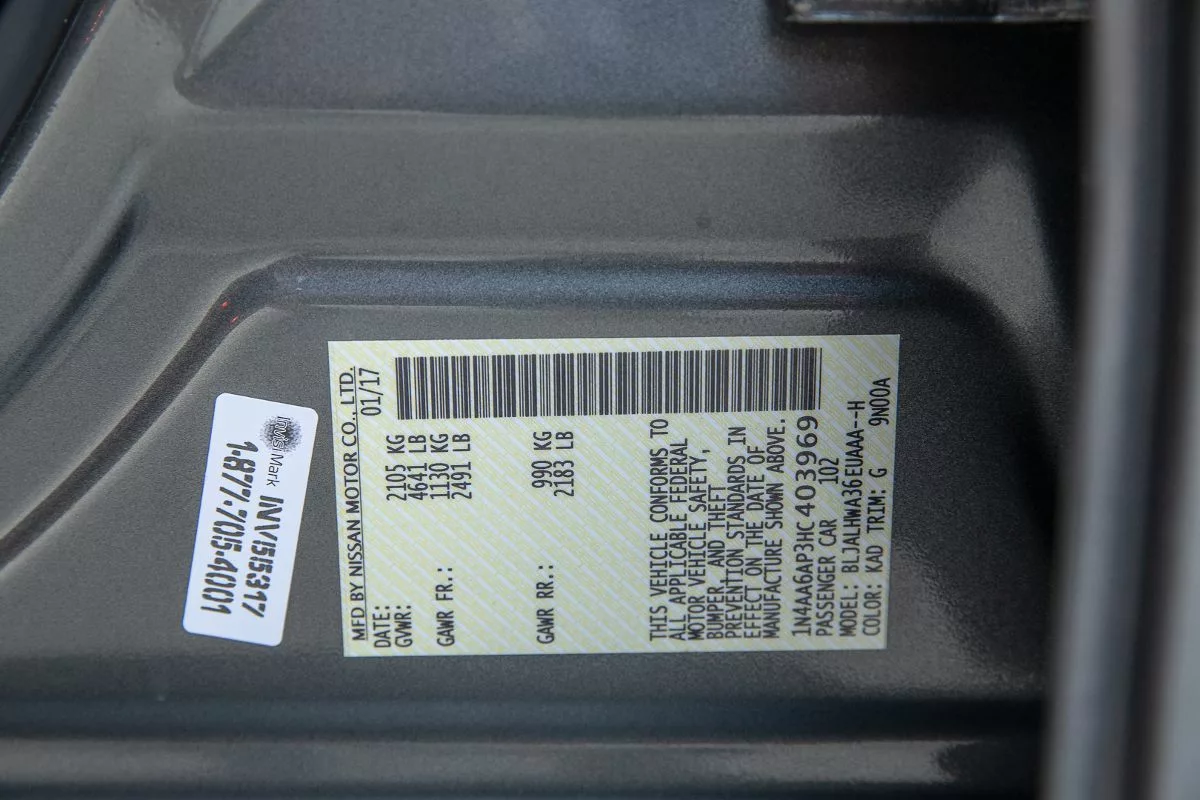 MFD BY NISSAN MOTOR CO., LTD.
DATE: 01/17
GVWR: 2105 KG
4641 LB
GAWR FR.: 1130 KG
2491 LB
GAWR RR.: 990 KG
2183 LB
THIS VEHICLE CONFORMS TO
ALL APPLICABLE FEDERAL
MOTOR VEHICLE SAFETY,
BUMPER, AND THEFT
PREVENTION STANDARDS IN
EFFECT ON THE DATE OF
MANUFACTURE SHOWN ABOVE.
1N4AA6AP3HC403969
PASSENGER CAR 102
MODEL: BLJALHWA36EUAAA--H
COLOR: KAD TRIM: G 9N00A
InvisiMark
INV155317
1-877-705-4001